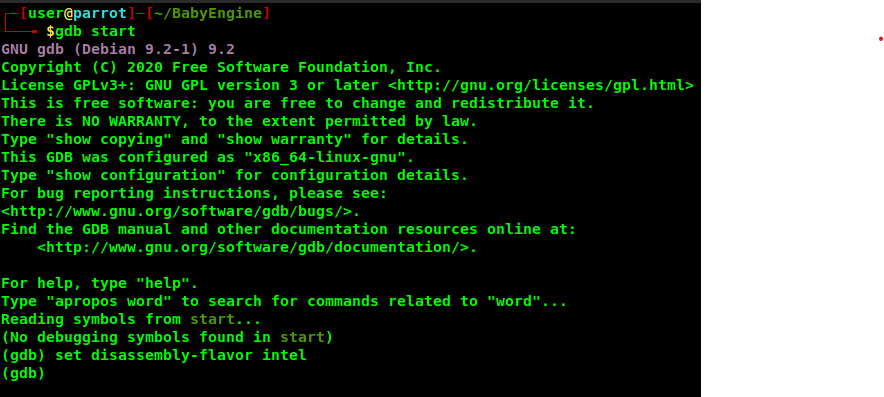 ┌─[user@parrot]─[~/BabyEngine]
└──╼ $gdb start
GNU gdb (Debian 9.2-1) 9.2
Copyright (C) 2020 Free Software Foundation, Inc.
License GPLv3+: GNU GPL version 3 or later <http://gnu.org/licenses/gpl.html>
This is free software: you are free to change and redistribute it.
There is NO WARRANTY, to the extent permitted by law.
Type "show copying" and "show warranty" for details.
This GDB was configured as "x86_64-linux-gnu".
Type "show configuration" for configuration details.
For bug reporting instructions, please see:
<http://www.gnu.org/software/gdb/bugs/>.
Find the GDB manual and other documentation resources online at:
    <http://www.gnu.org/software/gdb/documentation/>.

For help, type "help".
Type "apropos word" to search for commands related to "word"...
Reading symbols from start...
(No debugging symbols found in start)
(gdb) set disassembly-flavor intel
(gdb)